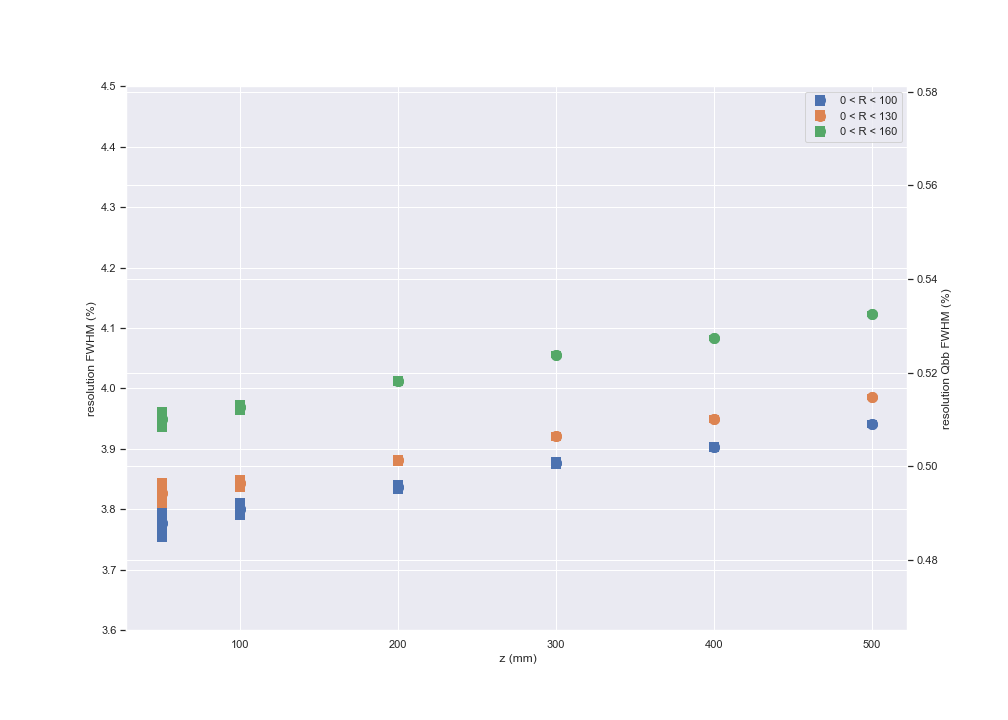 0 < R < 100
0 < R < 130
0 < R < 160
4.5
4.4
4.3
4.2
4.1
4.0
3.9
3.8
3.7
3.6
resolution FWHM (%)
0.58
0.56
0.54
0.52
0.50
0.48
resolution Qbb FWHM (%)
100 200 300 400 500
z (mm)